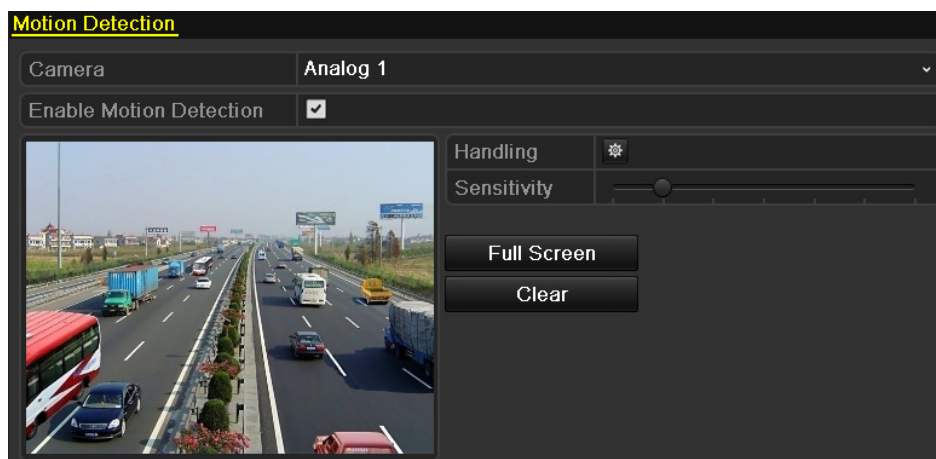 Motion Detection
Camera
Analog 1
Enable Motion Detection
Handling
Sensitivity
Full Screen
Clear